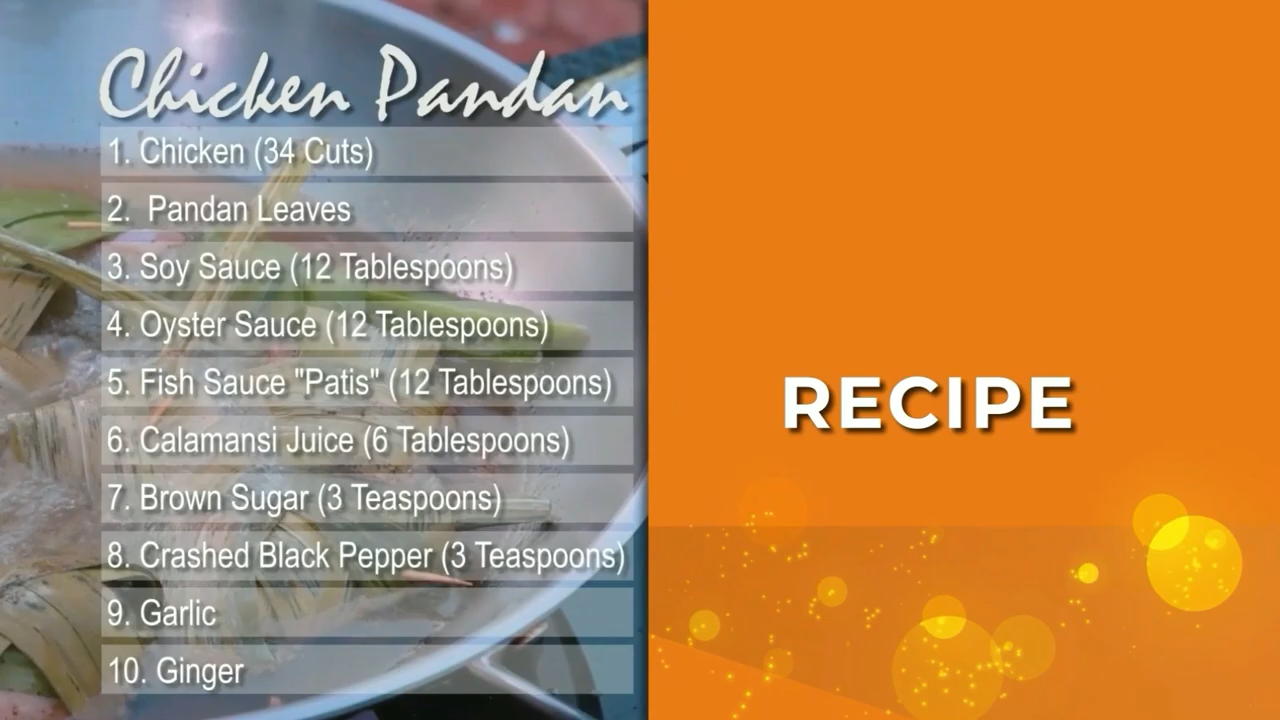 Chicken Pandan
1. Chicken (34 Cuts)
2. Pandan Leaves
3. Soy Sauce (12 Tablespoons)
4. Oyster Sauce (12 Tablespoons)
5. Fish Sauce "Patis" (12 Tablespoons)
6. Calamansi Juice (6 Tablespoons)
7. Brown Sugar (3 Teaspoons)
8. Crashed Black Pepper (3 Teaspoons)
9. Garlic
10. Ginger
RECIPE